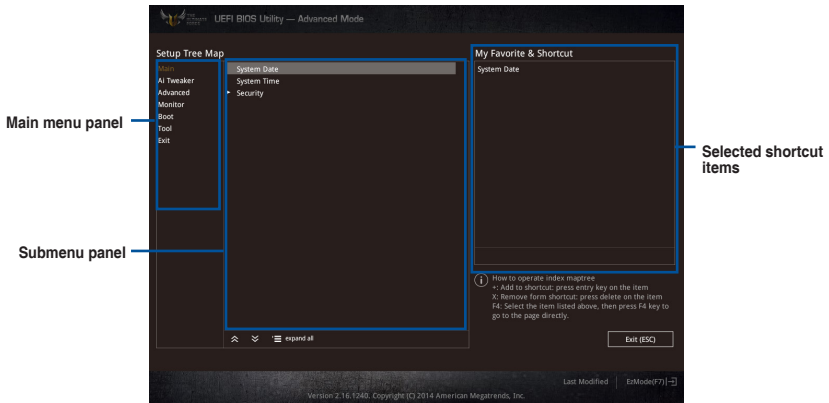 THE ULTIMATE FORCE
UEFI BIOS Utility — Advanced Mode
Setup Tree Map
My Favorite & Shortcut
Main
Ai Tweaker
Advanced
Monitor
Boot
Tool
Exit
System Date
System Time
Security
System Date
Main menu panel
Submenu panel
Selected shortcut
items
How to operate index maptree
+: Add to shortcut: press entry key on the item
X: Remove form shortcut: press delete on the item
F4: Select the item listed above, then press F4 key to
go to the page directly.
expand all
Exit (ESC)
Last Modified
EzMode(F7)
Version 2.16.1240. Copyright (C) 2014 American Megatrends, Inc.